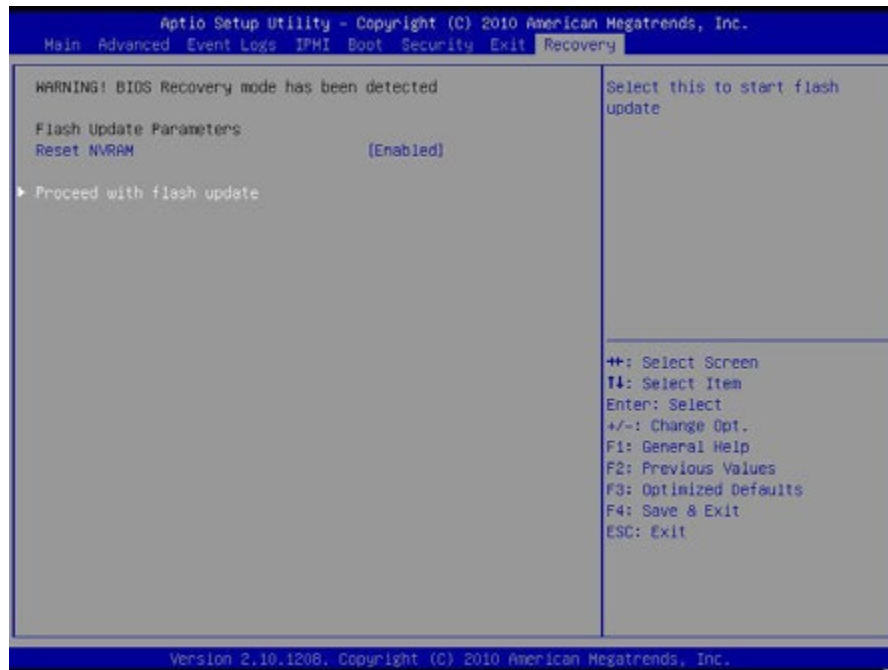 Aptio Setup Utility - Copyright (C) 2010 American Megatrends, Inc.
Main Advanced Event Logs IPMI Boot Security Exit Recovery
WARNING! BIOS Recovery mode has been detected
Flash Update Parameters
Reset NVRAM [Enabled]
▶ Proceed with flash update
Select this to start flash
update
→←: Select Screen
↑↓: Select Item
Enter: Select
+/-: Change Opt.
F1: General Help
F2: Previous Values
F3: Optimized Defaults
F4: Save & Exit
ESC: Exit
Version 2.10.1208. Copyright (C) 2010 American Megatrends, Inc.